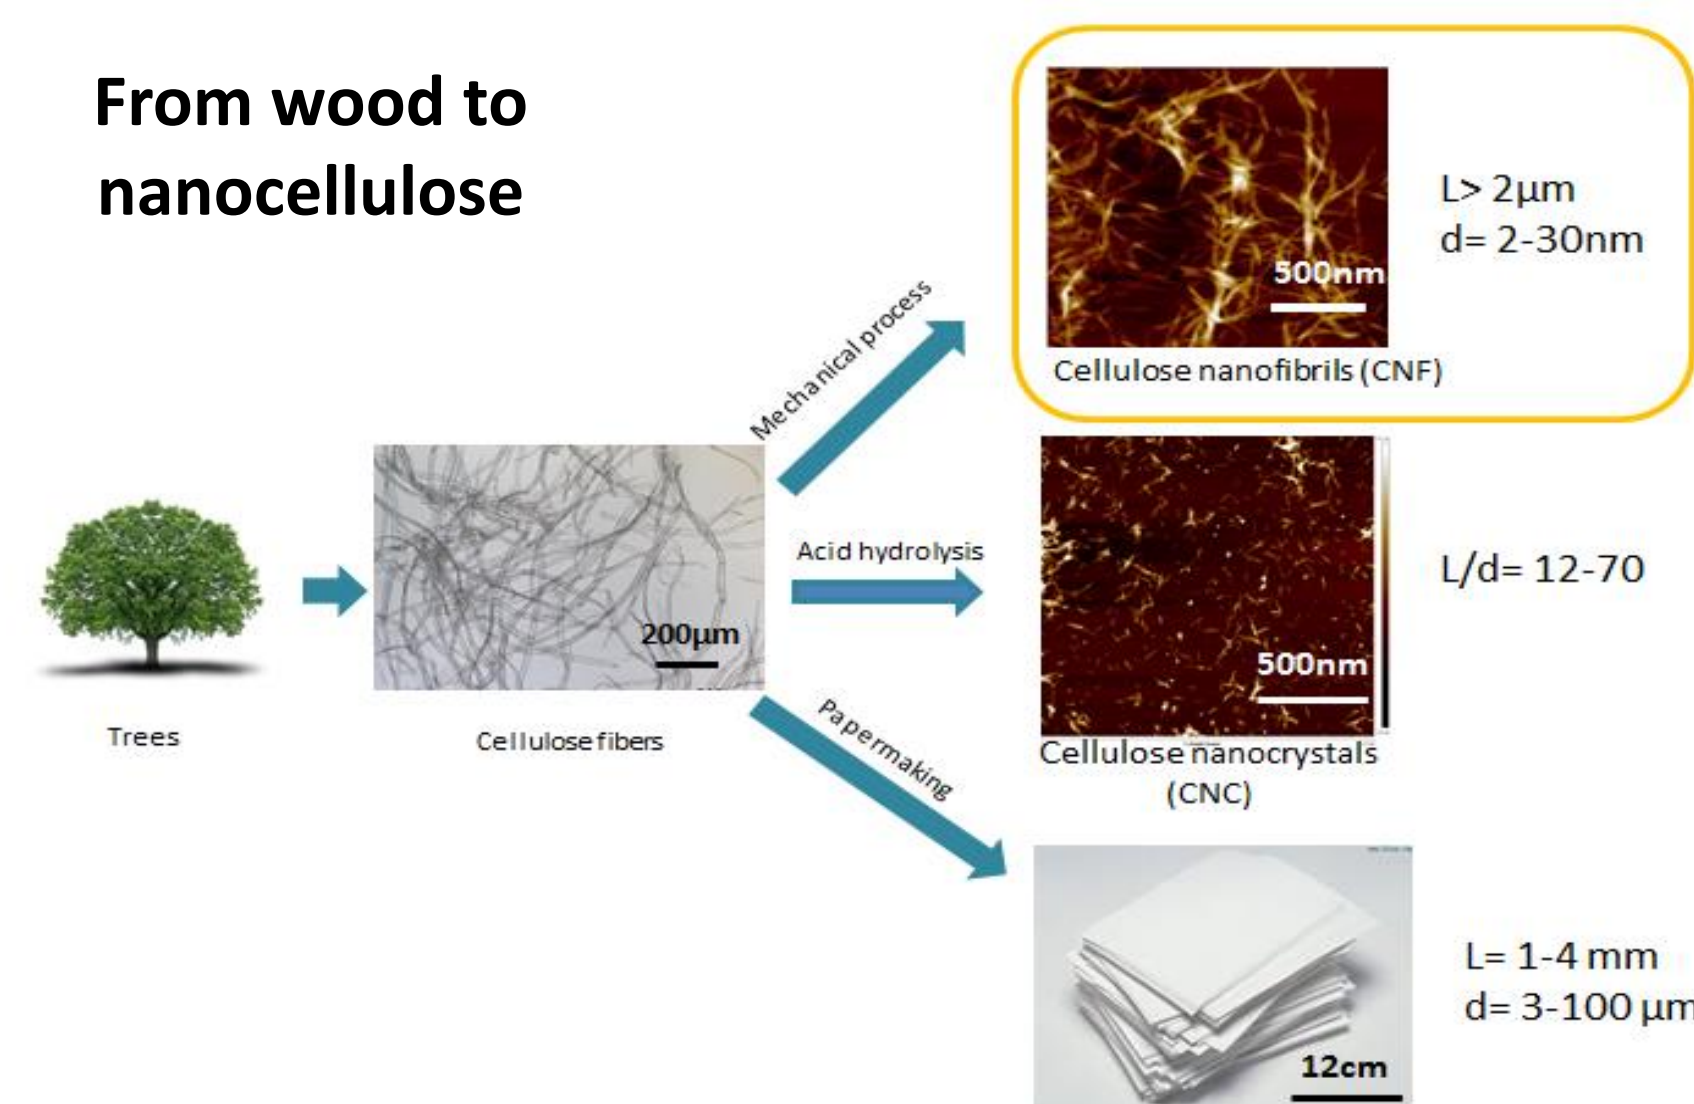 From wood to
nanocellulose
500nm
L> 2µm
d= 2-30nm
Cellulose nanofibrils (CNF)
Mechanical process
Acid hydrolysis
Papermaking
Trees
200µm
Cellulose fibers
500nm
L/d= 12-70
Cellulose nanocrystals
(CNC)
12cm
L= 1-4 mm
d= 3-100 µm